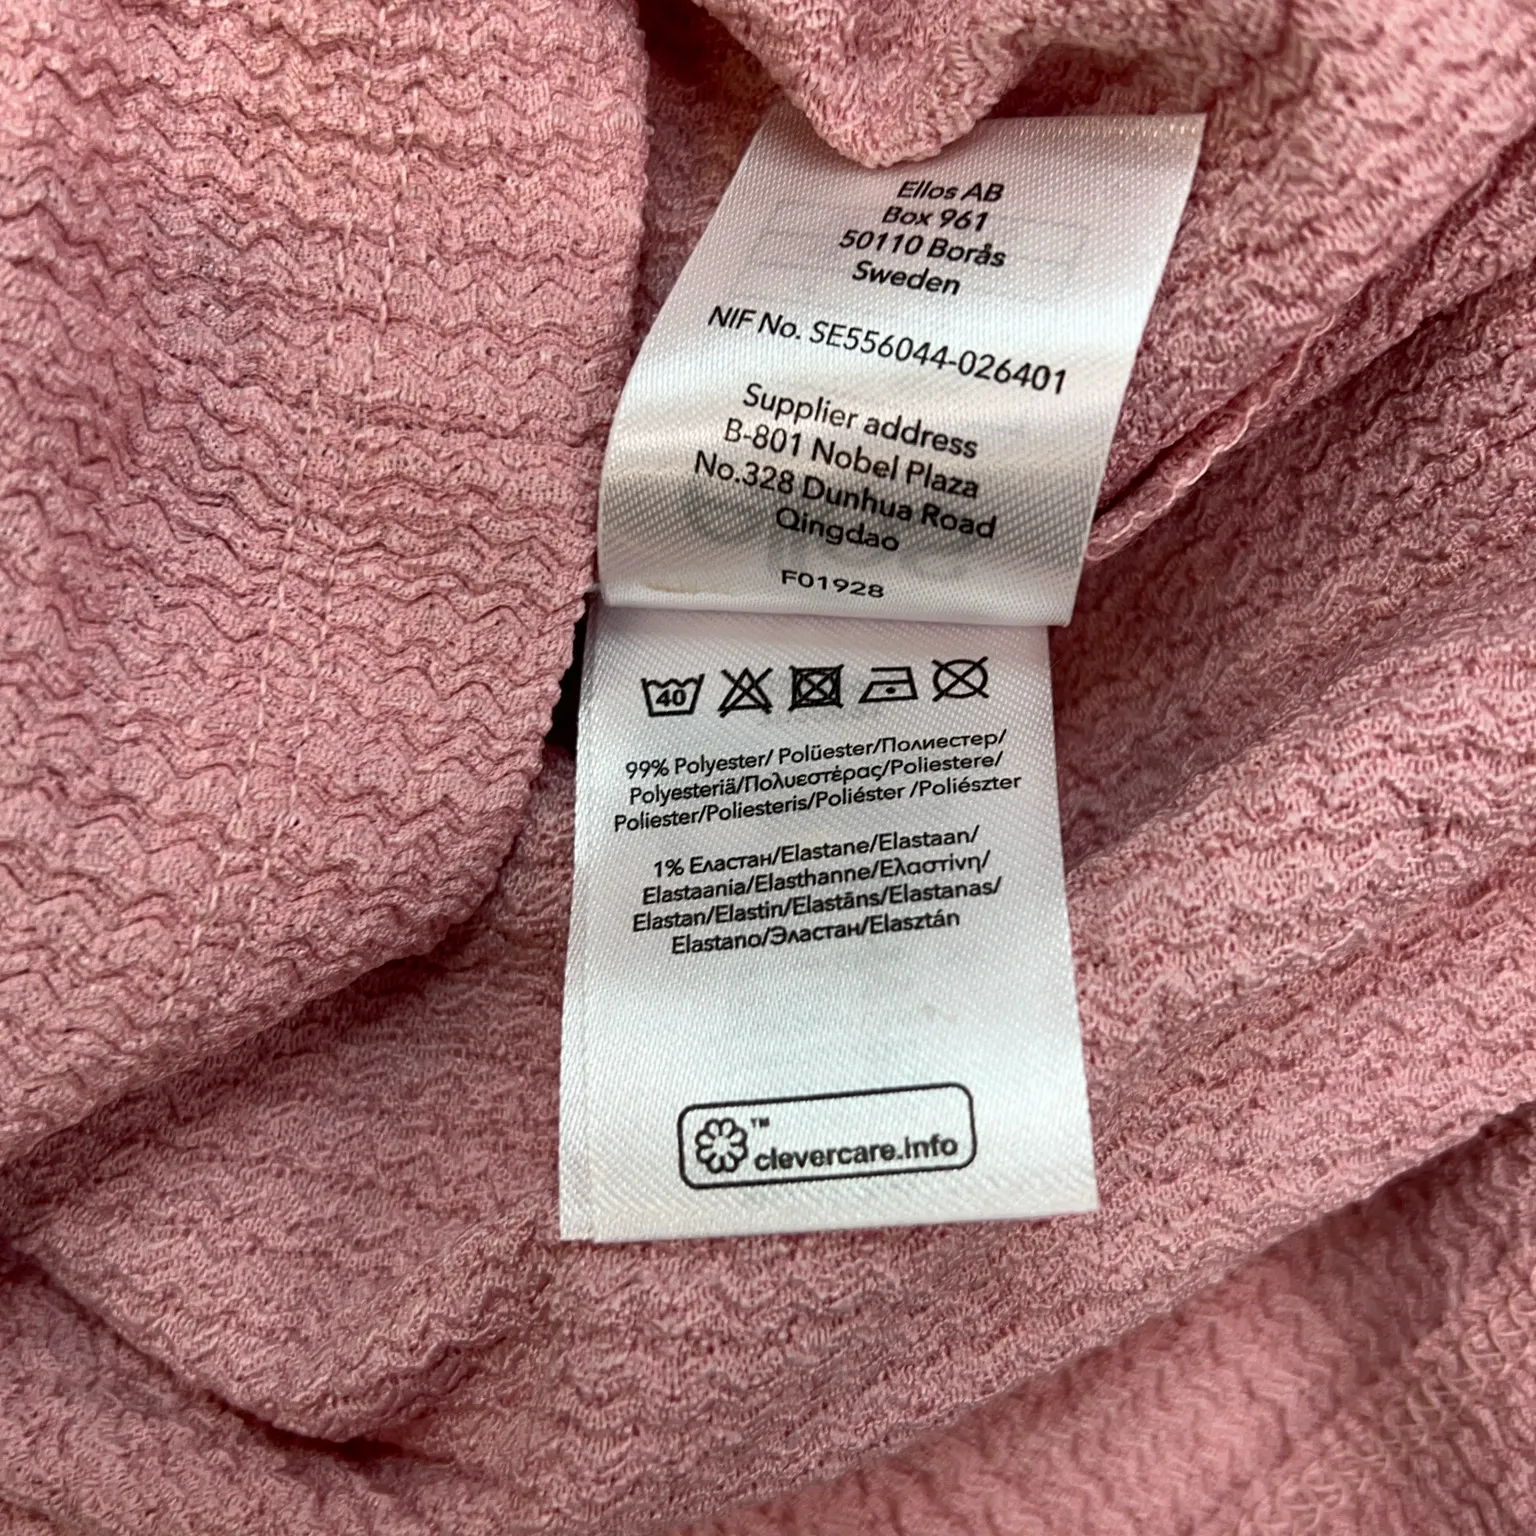 Ellos AB
Box 961
50110 Borås
Sweden
NIF No. SE556044-026401
Supplier address
B-801 Nobel Plaza
No.328 Dunhua Road
Qingdao
F01928
40
99% Polyester/ Polüester/Полиестер/
Polyesteriä/Πολυεστέρας/Poliestere/
Poliester/Poliesteris/Poliéster /Poliészter
1% Еластан/Elastane/Elastaan/
Elastaania/Elasthanne/Ελαστίνη/
Elastan/Elastin/Elastāns/Elastanas/
Elastano/Эластан/Elasztán
™
clevercare.info